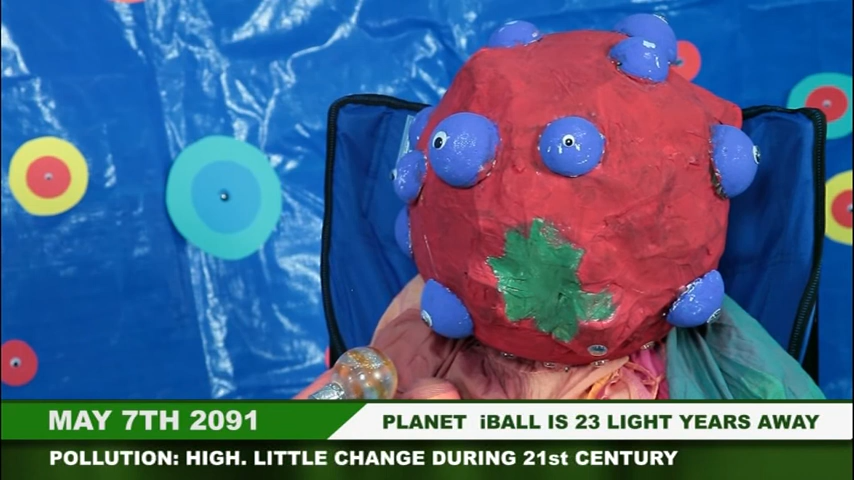 MAY 7TH 2091
PLANET iBALL IS 23 LIGHT YEARS AWAY
POLLUTION: HIGH. LITTLE CHANGE DURING 21st CENTURY